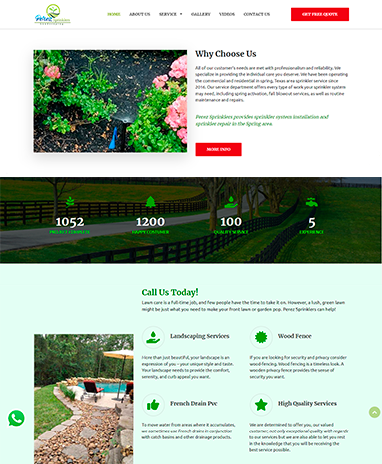 Perez
HOME ABOUT US SERVICE GALLERY VIDEOS CONTACT US GET FREE QUOTE
Why Choose Us
All of our customer's needs are met with professionalism and reliability. We
specialize in providing the individual care you deserve. We have been operating
the commercial and residential in spring, Texas area sprinkler service since
2016. Our service department offers every type of work your sprinkler system
may need, including spring activation, fall blowout services, as well as routine
maintenance and repairs.
Perez Sprinklers provides sprinkler system installation and
sprinkler repair in the Spring area.
MORE INFO
1052 1200 100 5
PROJECT COMPLETE HAPPY CUSTOMER QUALITY SERVICE EXPERIENCE
Call Us Today!
Lawn care is a full-time job, and few people have the time to take it on. However, a lush, green lawn
might be just what you need to make your front lawn or garden pop. Perez Sprinklers can help!
Landscaping Services
More than just beautiful, your landscape is an
expression of you – your unique style and taste.
Your landscape needs to provide the comfort,
serenity, and curb appeal you want.
Wood Fence
If you are looking for security and privacy consider
wood fencing. Wood Fencing is a timeless look. A
wooden privacy fence provides the sense of
security you want.
French Drain Pvc
To move water from areas where it accumulates,
we sometimes use French drains in conjunction
with catch basins and other drainage products.
High Quality Services
We are determined to offer you, our valued
customer, not only exceptional quality, with regards
to our services but we are also able to let you rest
in the knowledge that you will be receiving the
best service possible.